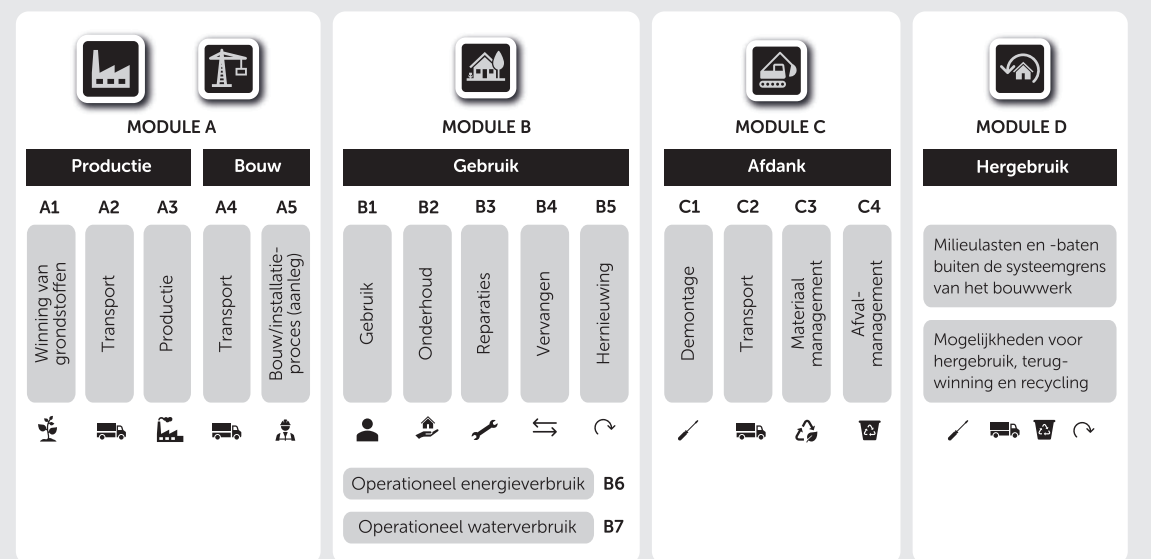 MODULE A
Productie
Bouw
A1
A2
A3
A4
A5
Winning van
grondstoffen
Transport
Productie
Transport
Bouw/installatie-
proces (aanleg)
MODULE B
Gebruik
B1
B2
B3
B4
B5
Gebruik
Onderhoud
Reparaties
Vervangen
Hernieuwing
Operationeel energieverbruik
B6
Operationeel waterverbruik
B7
MODULE C
Afdank
C1
C2
C3
C4
Demontage
Transport
Materiaal
management
Afval-
management
MODULE D
Hergebruik
Milieulasten en -baten
buiten de systeemgrens
van het bouwwerk
Mogelijkheden voor
hergebruik, terug-
winning en recycling